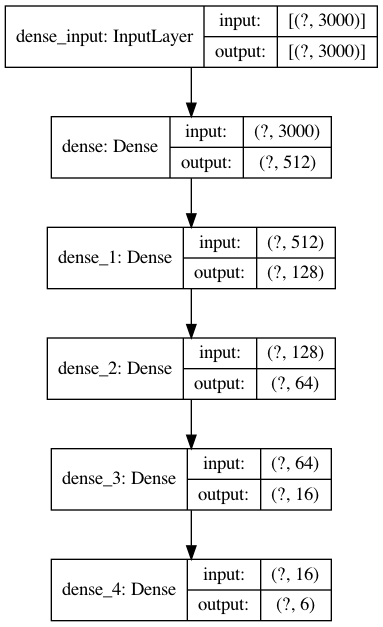 dense_input: InputLayer
input: [(?, 3000)]
output: [(?, 3000)]
dense: Dense
input: (?, 3000)
output: (?, 512)
dense_1: Dense
input: (?, 512)
output: (?, 128)
dense_2: Dense
input: (?, 128)
output: (?, 64)
dense_3: Dense
input: (?, 64)
output: (?, 16)
dense_4: Dense
input: (?, 16)
output: (?, 6)